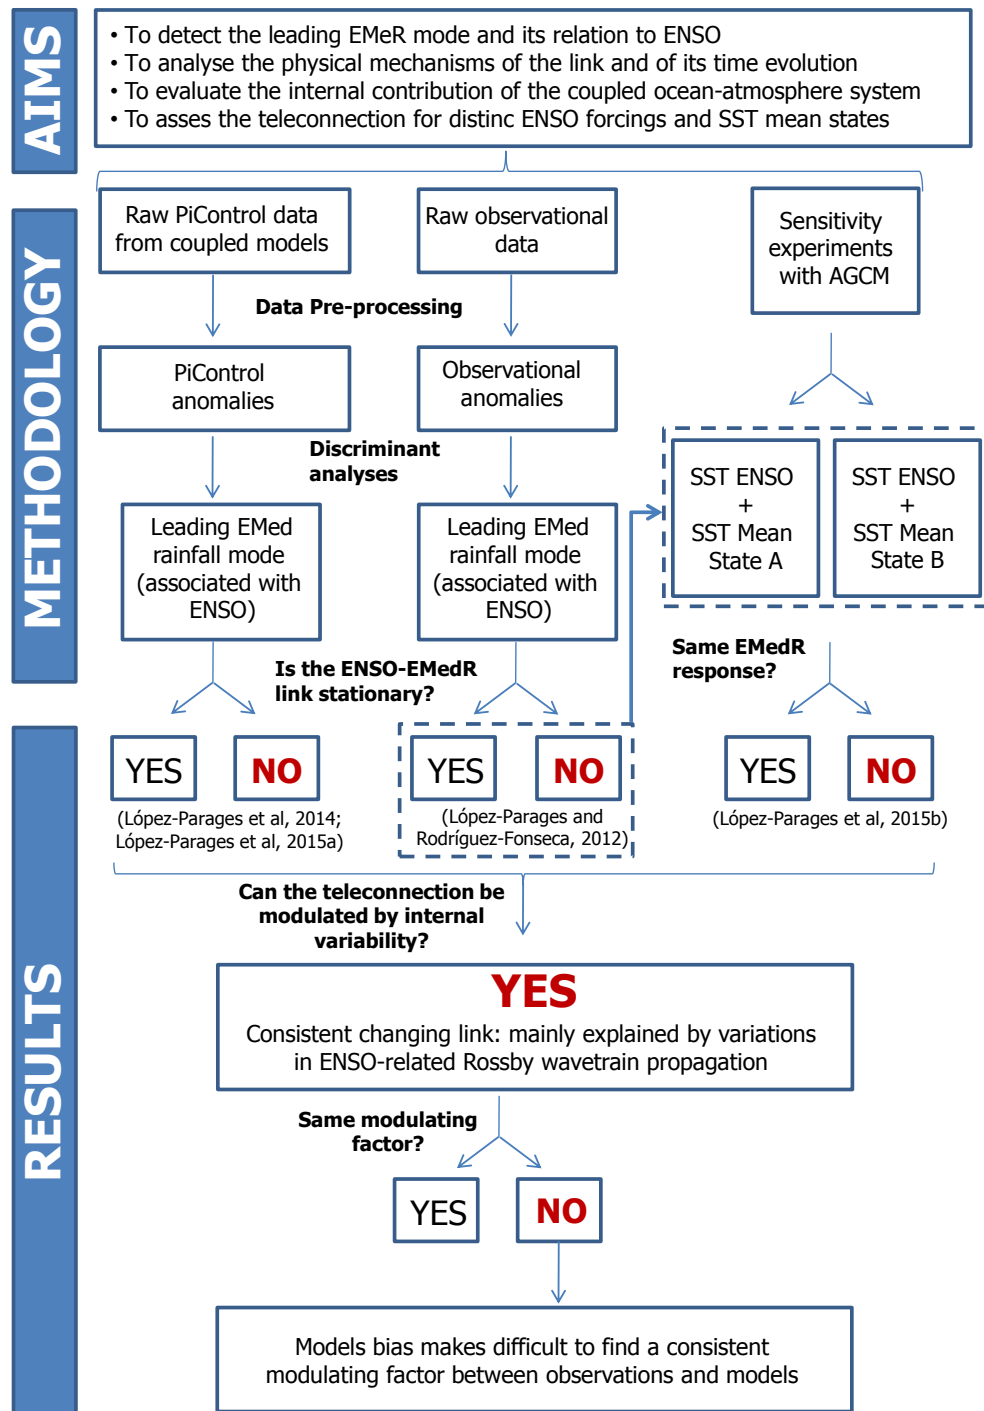 AIMS
• To detect the leading EMeR mode and its relation to ENSO
• To analyse the physical mechanisms of the link and of its time evolution
• To evaluate the internal contribution of the coupled ocean-atmosphere system
• To asses the teleconnection for distinc ENSO forcings and SST mean states
METHODOLOGY
Raw PiControl data
from coupled models
Raw observational
data
Sensitivity
experiments
with AGCM
Data Pre-processing
PiControl
anomalies
Observational
anomalies
Discriminant
analyses
SST ENSO
+
SST Mean
State A
SST ENSO
+
SST Mean
State B
Leading EMed
rainfall mode
(associated with
ENSO)
Leading EMed
rainfall mode
(associated with
ENSO)
Is the ENSO-EMedR
link stationary?
Same EMedR
response?
RESULTS
YES
NO
(López-Parages et al, 2014;
López-Parages et al, 2015a)
YES
NO
(López-Parages and
Rodríguez-Fonseca, 2012)
YES
NO
(López-Parages et al, 2015b)
Can the teleconnection be
modulated by internal
variability?
YES
Consistent changing link: mainly explained by variations
in ENSO-related Rossby wavetrain propagation
Same modulating
factor?
YES
NO
Models bias makes difficult to find a consistent
modulating factor between observations and models